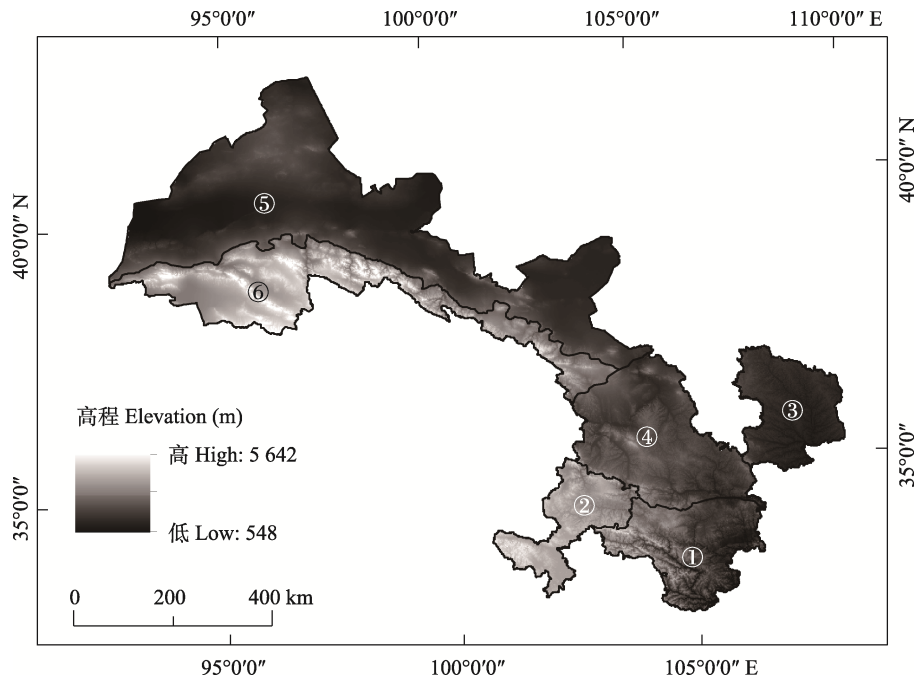 95°0′0″ 100°0′0″ 105°0′0″ 110°0′0″ E
40°0′0″ N
40°0′0″ N
⑤
⑥
③
高程 Elevation (m)
④
高 High: 5 642
35°0′0″
②
35°0′0″
低 Low: 548
①
0 200 400 km
95°0′0″ 100°0′0″ 105°0′0″ E